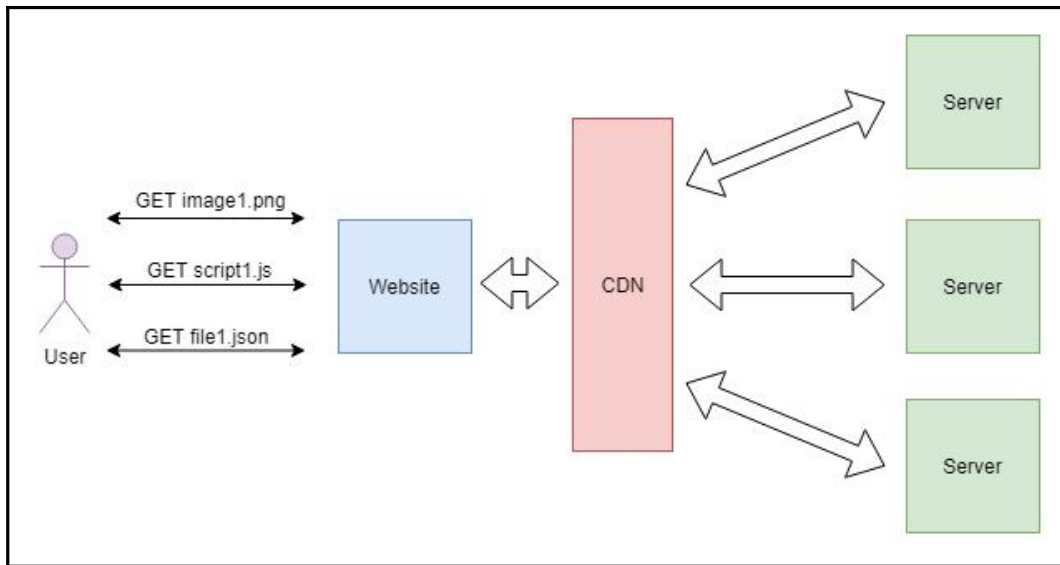 GET image1.png
GET script1.js
GET file1.json
User
Website
CDN
Server
Server
Server